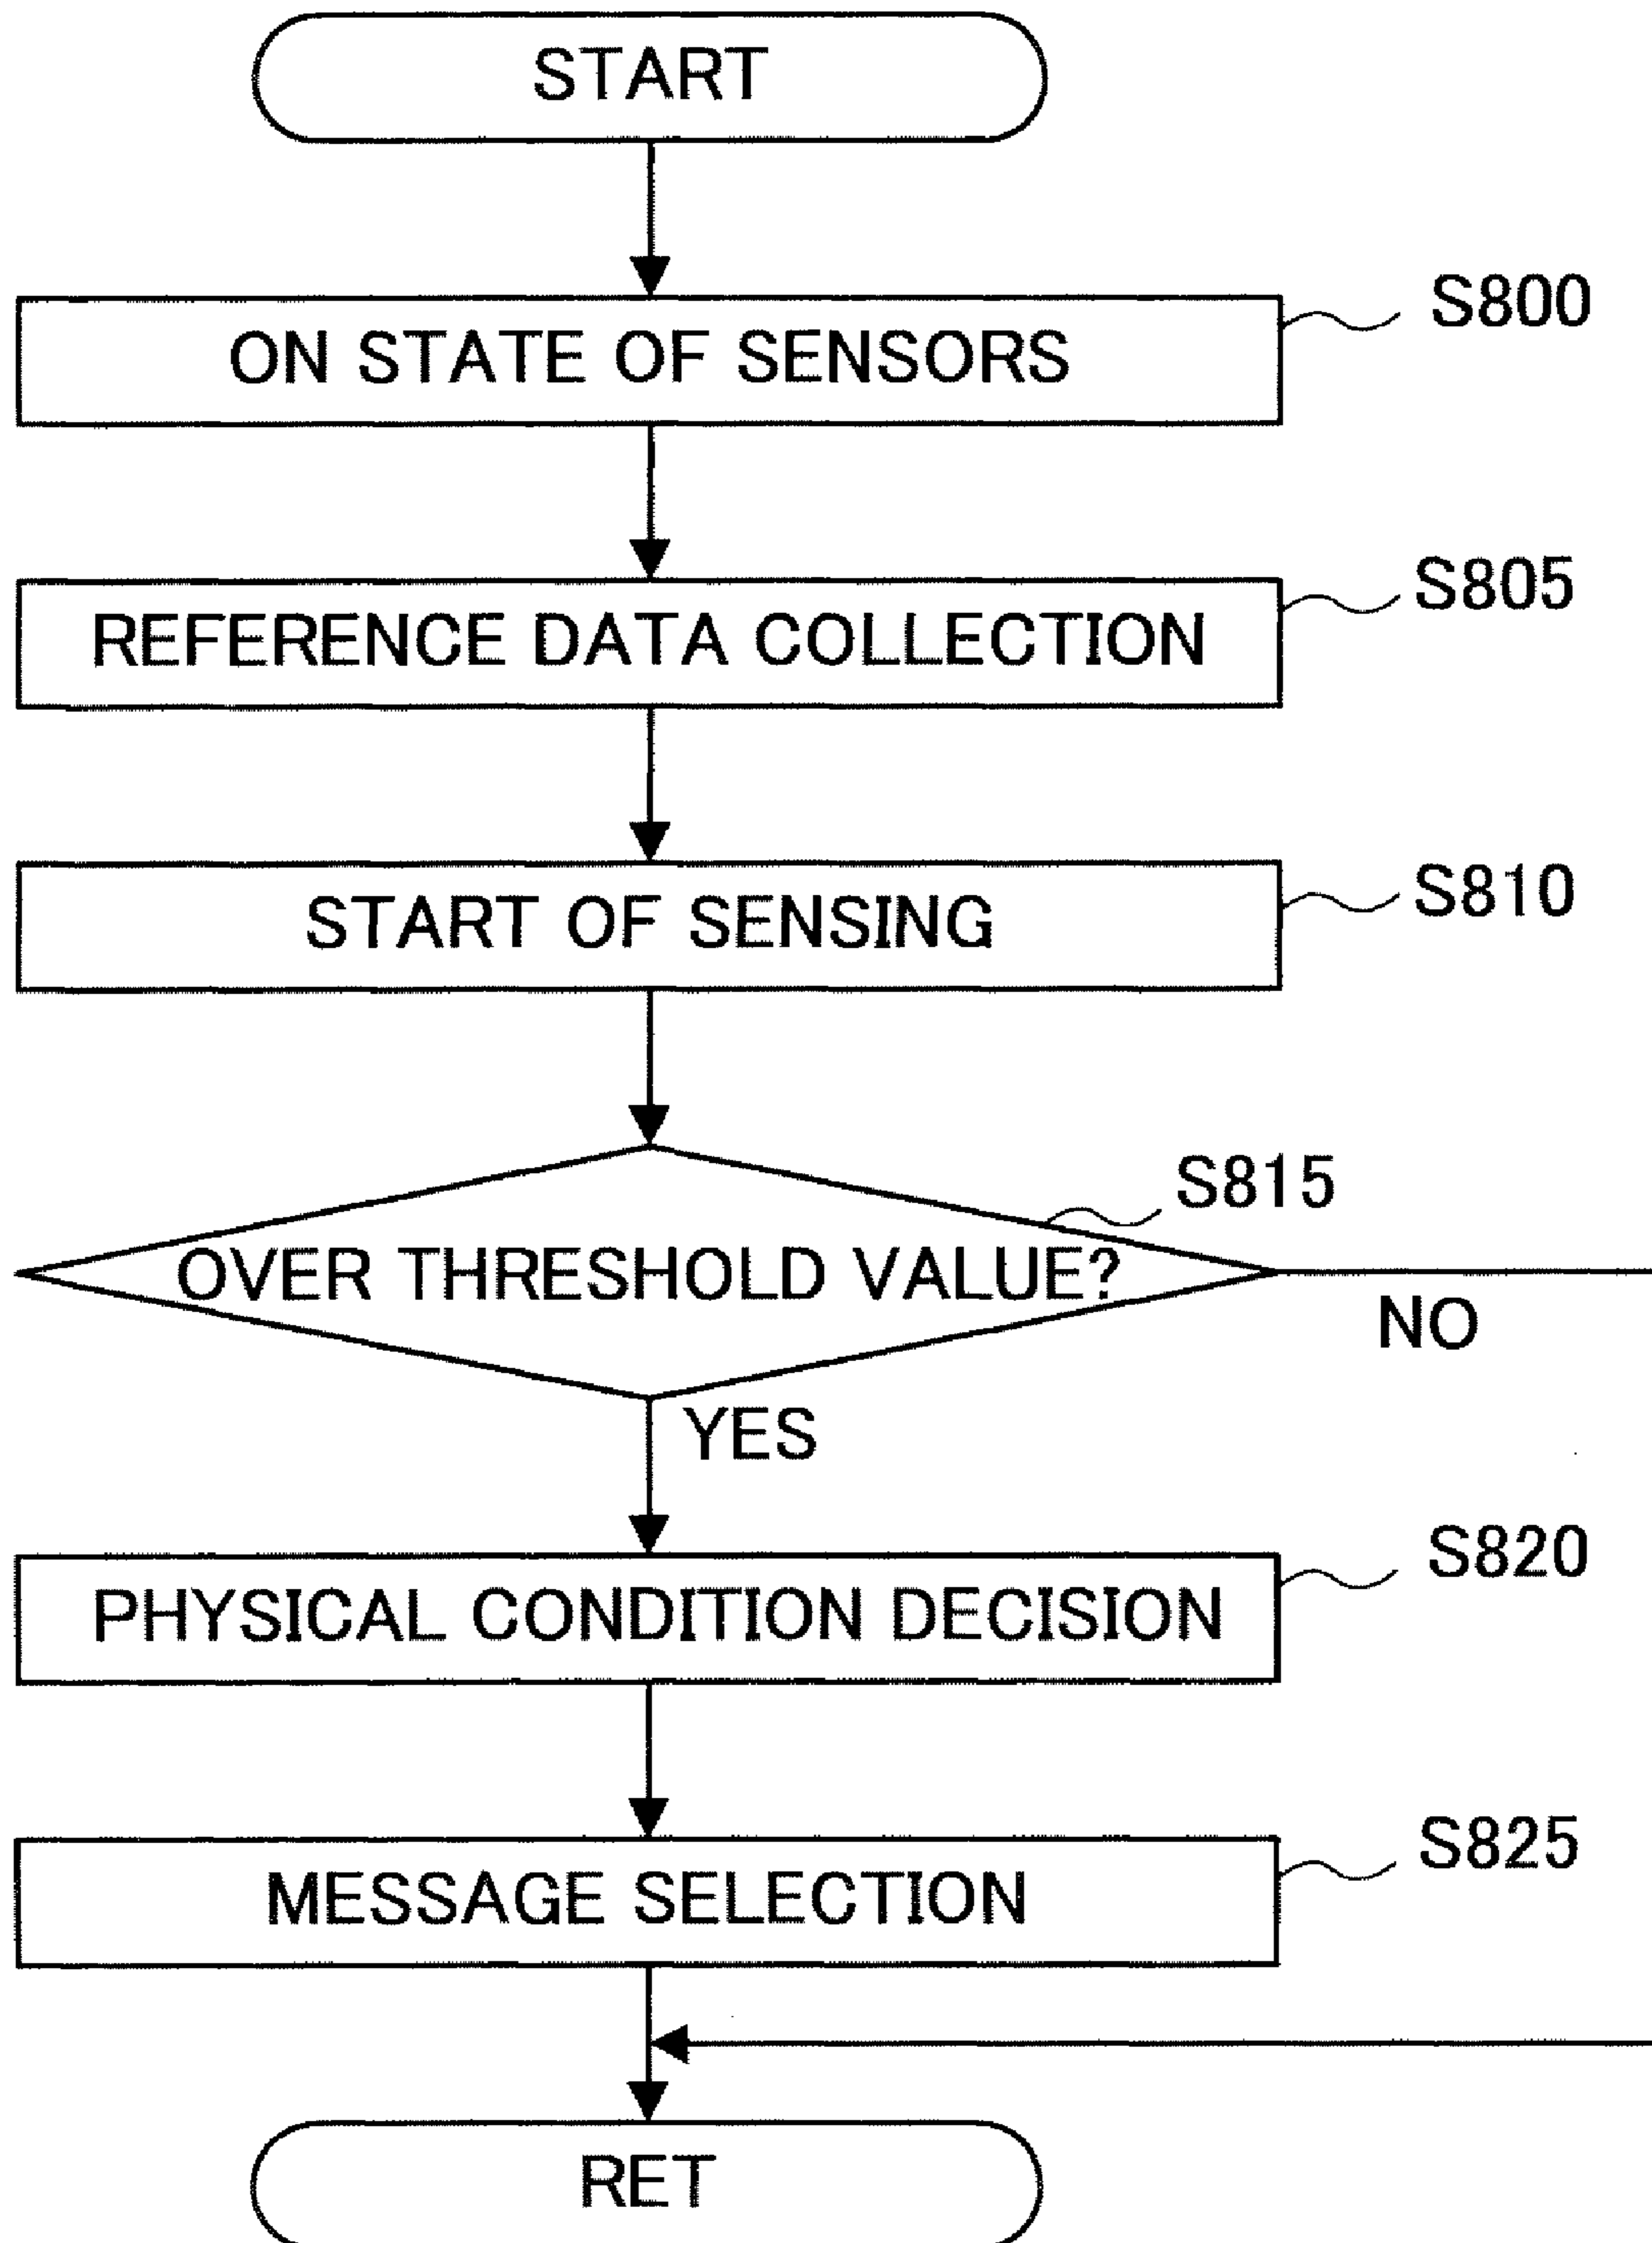 START
ON STATE OF SENSORS
S800
REFERENCE DATA COLLECTION
S805
START OF SENSING
S810
S815
OVER THRESHOLD VALUE?
NO
YES
PHYSICAL CONDITION DECISION
S820
MESSAGE SELECTION
S825
RET